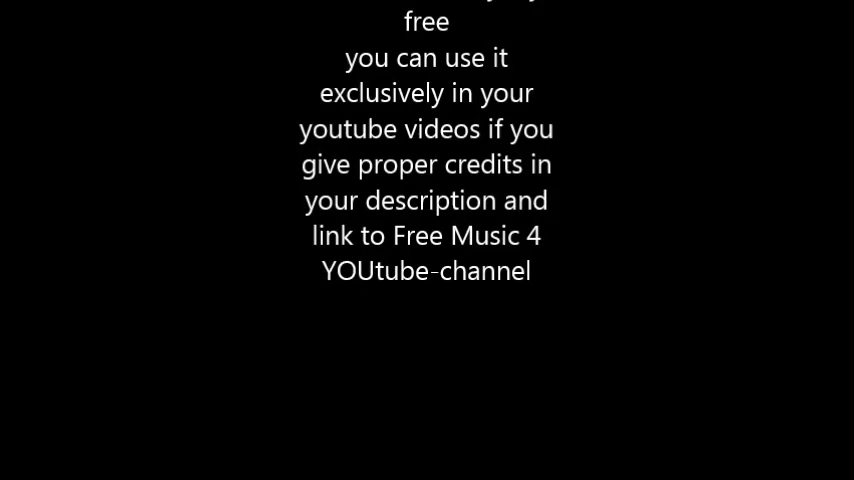 free
you can use it
exclusively in your
youtube videos if you
give proper credits in
your description and
link to Free Music 4
YOUtube-channel